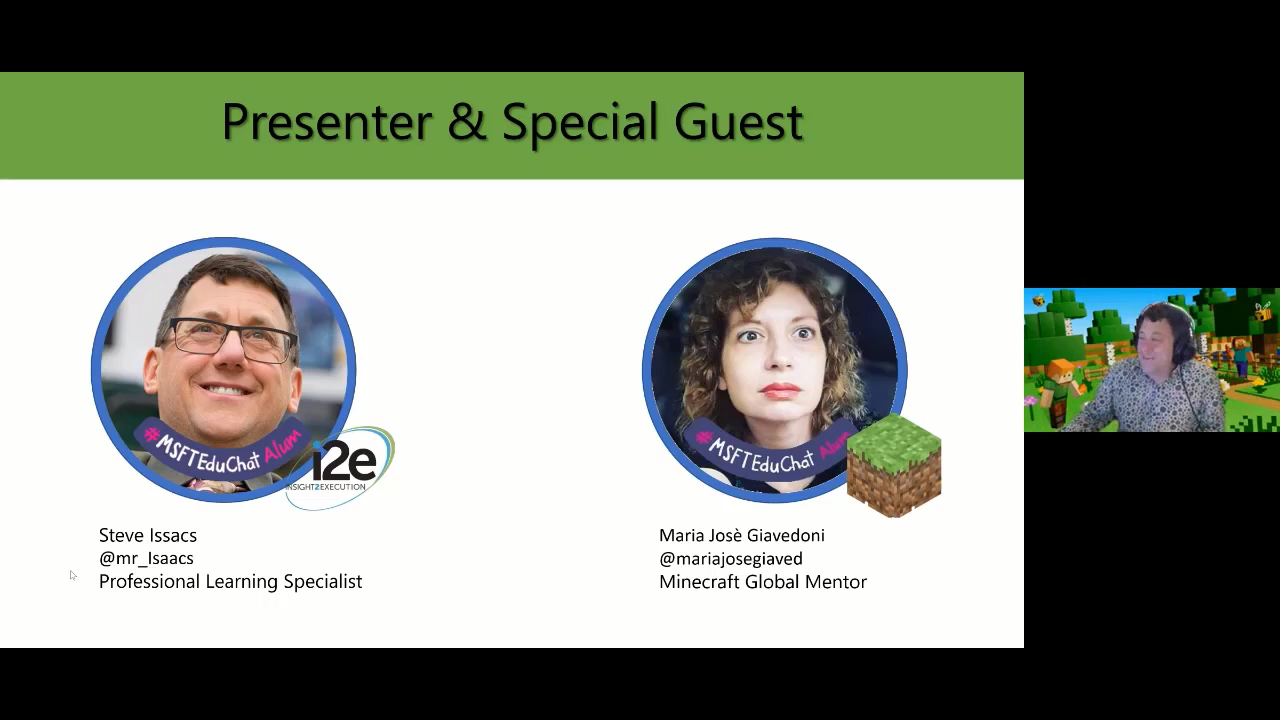 Presenter & Special Guest
#MSFTEduChat Alum
i2e
INSIGHT2EXECUTION
#MSFTEduChat Alum
Steve Issacs
@mr_Isaacs
Professional Learning Specialist
Maria Josè Giavedoni
@mariajosegiaved
Minecraft Global Mentor